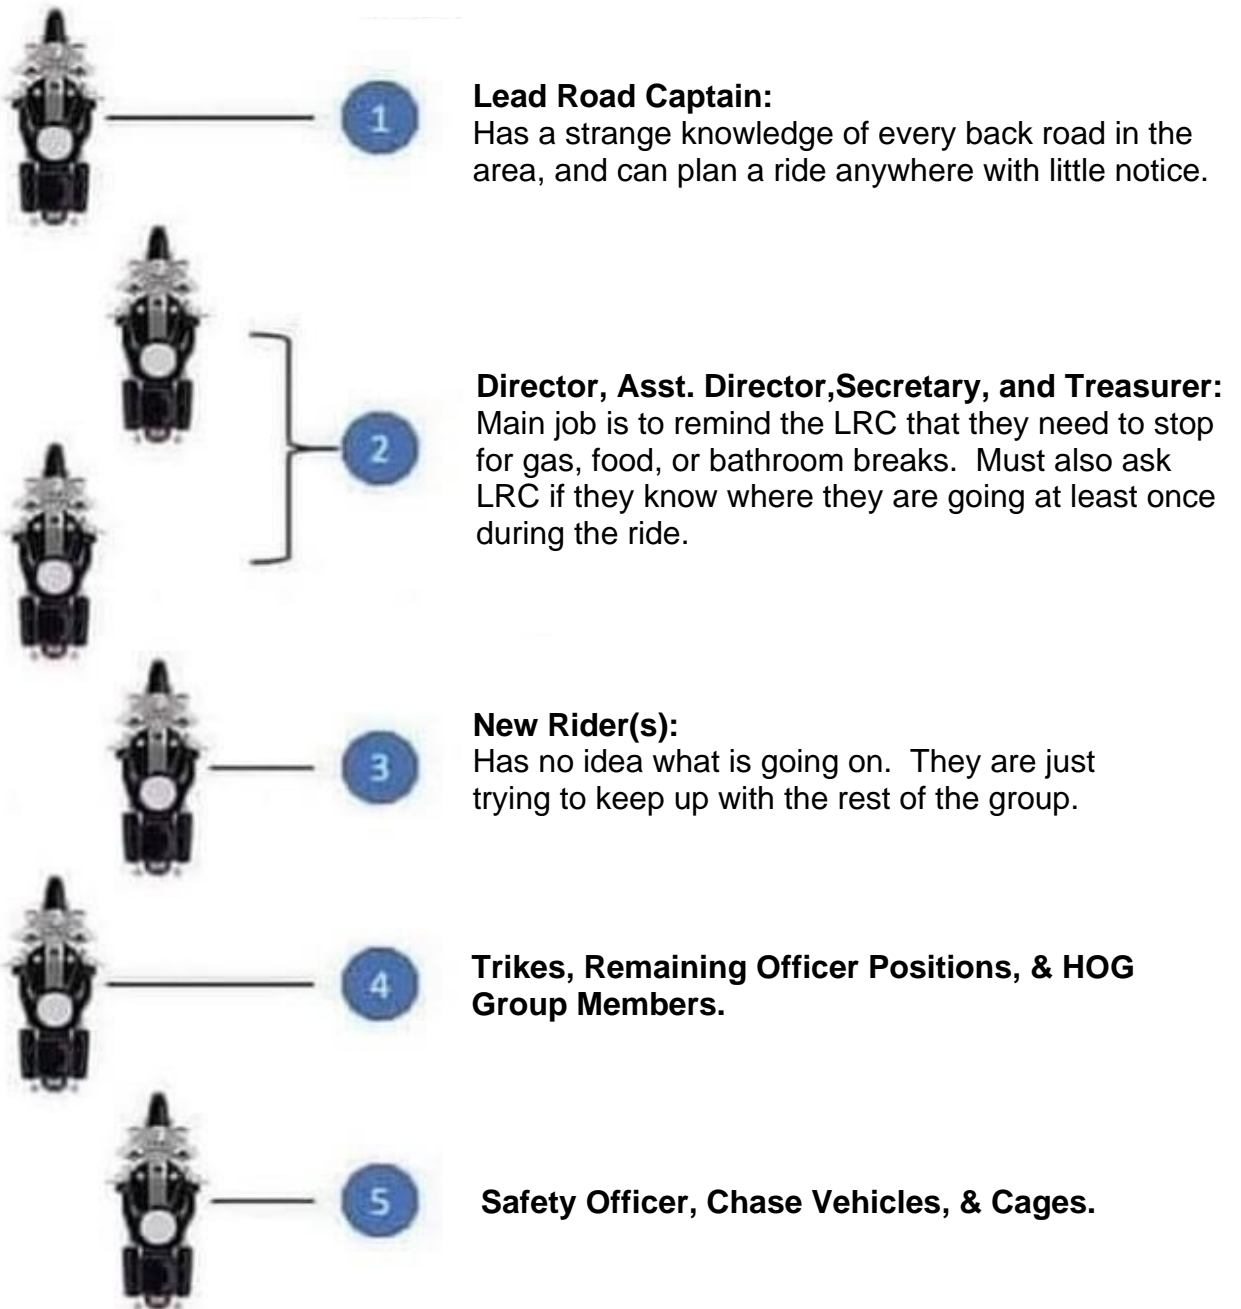 1
Lead Road Captain:
Has a strange knowledge of every back road in the
area, and can plan a ride anywhere with little notice.
2
Director, Asst. Director,Secretary, and Treasurer:
Main job is to remind the LRC that they need to stop
for gas, food, or bathroom breaks.  Must also ask
LRC if they know where they are going at least once
during the ride.
3
New Rider(s):
Has no idea what is going on.  They are just
trying to keep up with the rest of the group.
4
Trikes, Remaining Officer Positions, & HOG
Group Members.
5
Safety Officer, Chase Vehicles, & Cages.